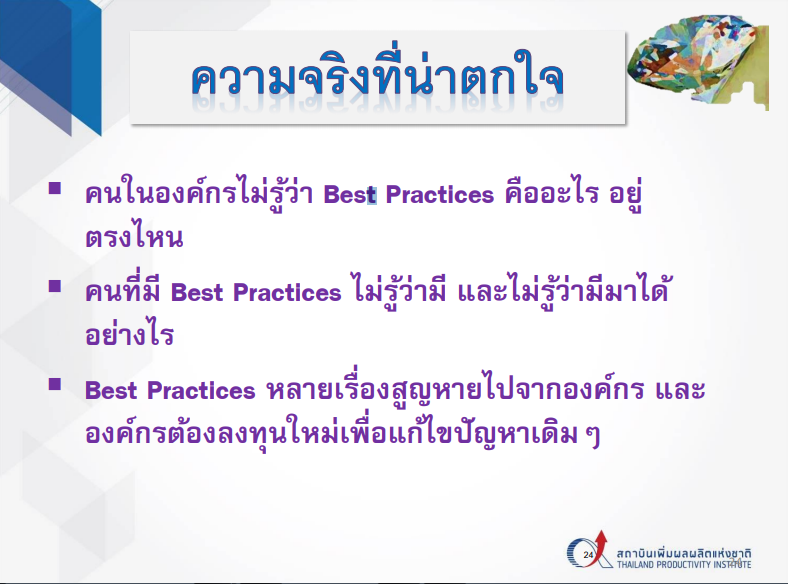 ความจริงที่น่าตกใจ
▪ คนในองค์กรไม่รู้ว่า Best Practices คืออะไร อยู่
ตรงไหน
▪ คนที่มี Best Practices ไม่รู้ว่ามี และไม่รู้ว่ามีมาได้
อย่างไร
▪ Best Practices หลายเรื่องสูญหายไปจากองค์กร และ
องค์กรต้องลงทุนใหม่เพื่อแก้ไขปัญหาเดิม ๆ
24
สถาบันเพิ่มผลผลิตแห่งชาติ
THAILAND PRODUCTIVITY INSTITUTE
24